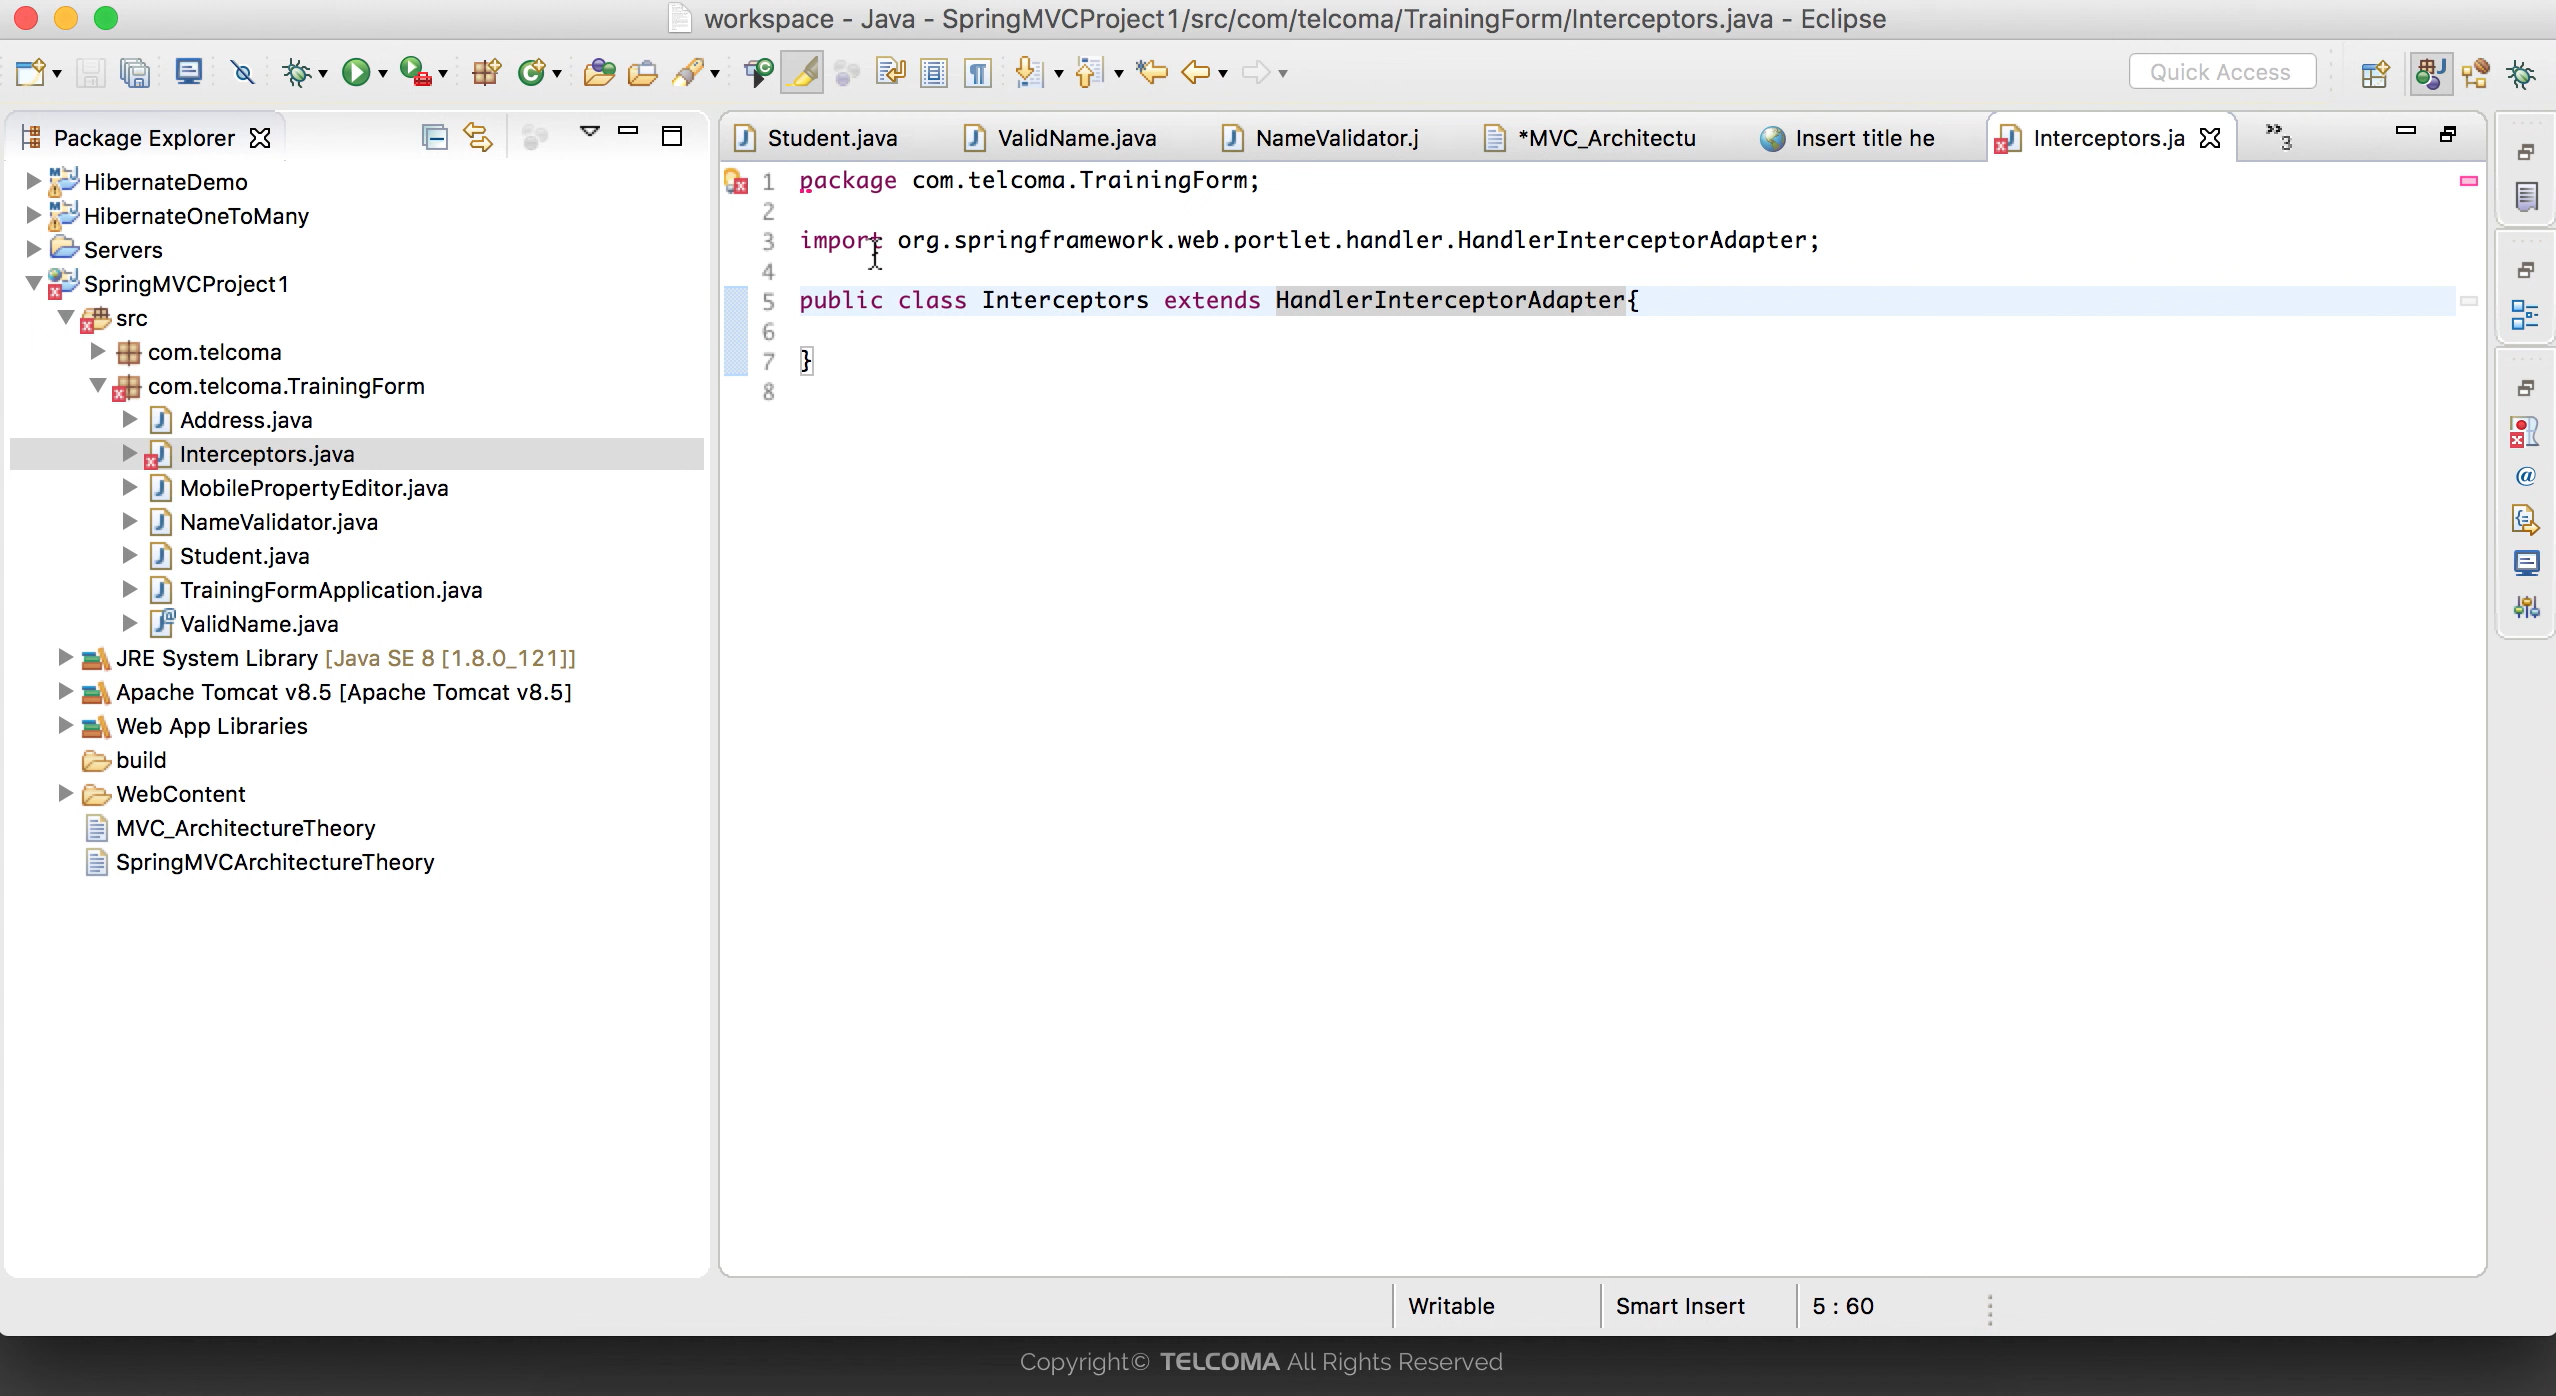 workspace - Java - SpringMVCProject1/src/com/telcoma/TrainingForm/Interceptors.java - Eclipse
Quick Access
Package Explorer
HibernateDemo
HibernateOneToMany
Servers
SpringMVCProject1
src
com.telcoma
com.telcoma.TrainingForm
Address.java
Interceptors.java
MobilePropertyEditor.java
NameValidator.java
Student.java
TrainingFormApplication.java
ValidName.java
JRE System Library [Java SE 8 [1.8.0_121]]
Apache Tomcat v8.5 [Apache Tomcat v8.5]
Web App Libraries
build
WebContent
MVC_ArchitectureTheory
SpringMVCArchitectureTheory
Student.java ValidName.java NameValidator.j *MVC_Architectu Insert title he Interceptors.ja »3
1 package com.telcoma.TrainingForm;
2
3 import org.springframework.web.portlet.handler.HandlerInterceptorAdapter;
4
5 public class Interceptors extends HandlerInterceptorAdapter{
6
7 }
8
Writable Smart Insert 5 : 60
Copyright© TELCOMA All Rights Reserved